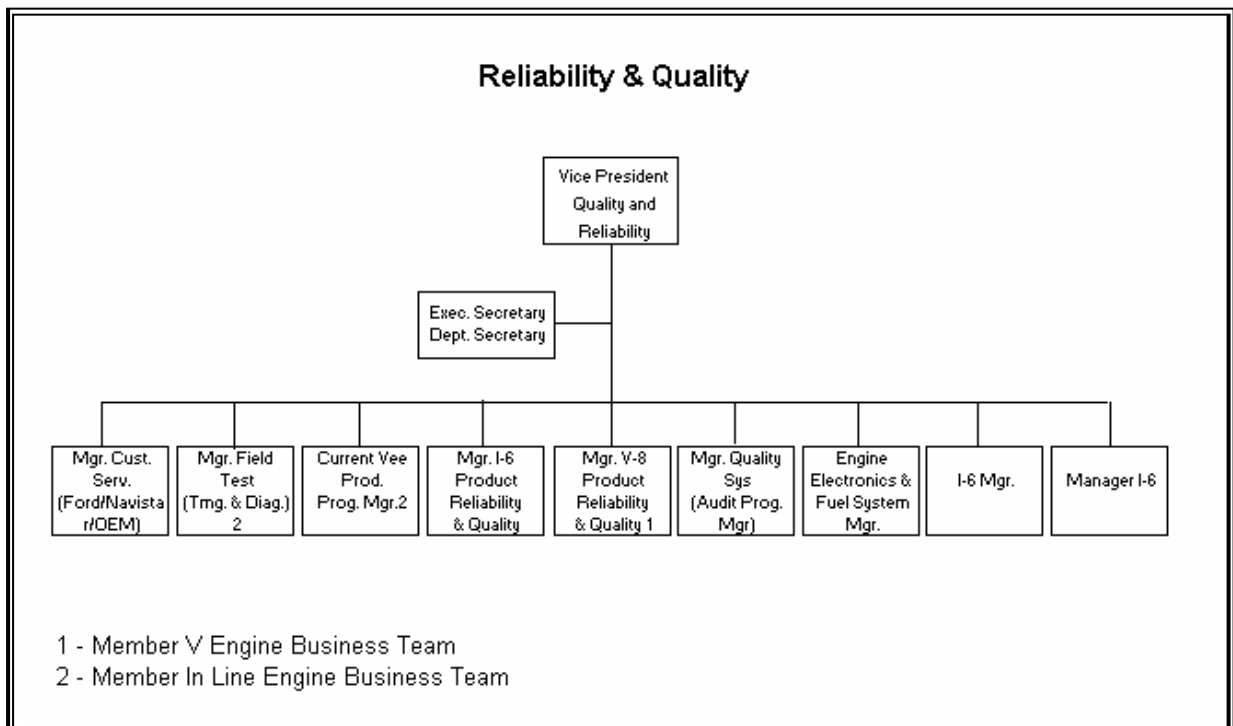 Reliability & Quality
Vice President
Quality and
Reliability
Exec. Secretary
Dept. Secretary
Mgr. Cust.
Serv.
(Ford/Navista
r/OEM)
Mgr. Field
Test
(Tmg. & Diag.)
2
Current Vee
Prod.
Prog. Mgr.2
Mgr. I-6
Product
Reliability
& Quality
Mgr. V-8
Product
Reliability
& Quality 1
Mgr. Quality
Sys
(Audit Prog.
Mgr)
Engine
Electronics &
Fuel System
Mgr.
I-6 Mgr.
Manager I-6
1 - Member V Engine Business Team
2 - Member In Line Engine Business Team